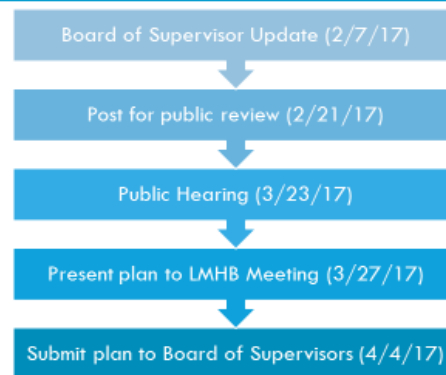 Board of Supervisor Update (2/7/17)
Post for public review (2/21/17)
Public Hearing (3/23/17)
Present plan to LMHB Meeting (3/27/17)
Submit plan to Board of Supervisors (4/4/17)